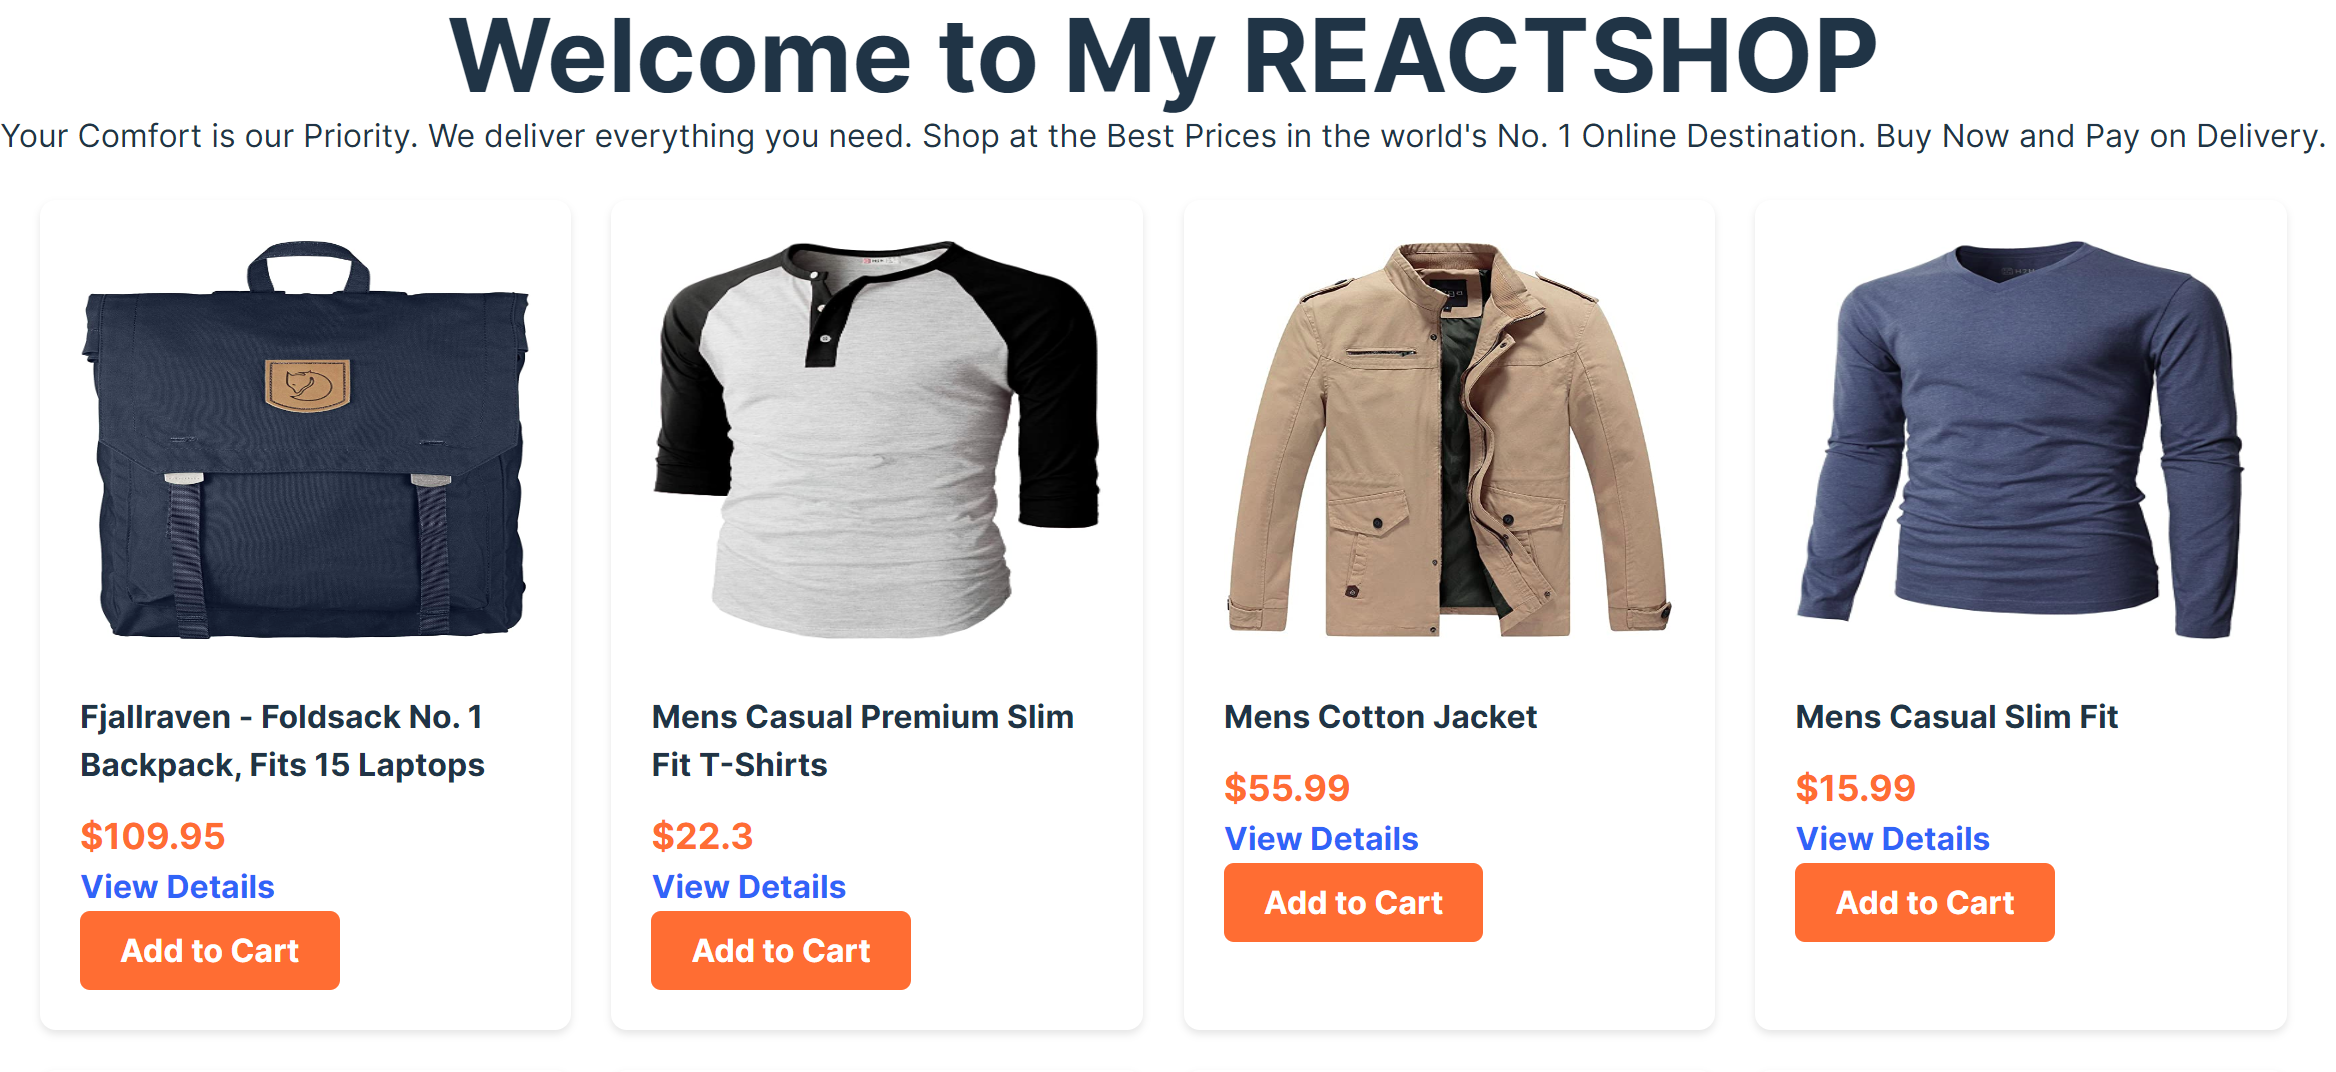 Welcome to My REACTSHOP
Your Comfort is our Priority. We deliver everything you need. Shop at the Best Prices in the world's No. 1 Online Destination. Buy Now and Pay on Delivery.
Fjallraven - Foldsack No. 1
Backpack, Fits 15 Laptops
$109.95
View Details
Add to Cart
Mens Casual Premium Slim
Fit T-Shirts
$22.3
View Details
Add to Cart
Mens Cotton Jacket
$55.99
View Details
Add to Cart
Mens Casual Slim Fit
$15.99
View Details
Add to Cart